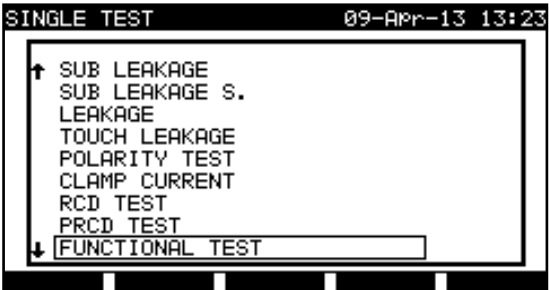 SINGLE TEST 09-Apr-13 13:23
↑ SUB LEAKAGE
SUB LEAKAGE S.
LEAKAGE
TOUCH LEAKAGE
POLARITY TEST
CLAMP CURRENT
RCD TEST
PRCD TEST
↓ FUNCTIONAL TEST